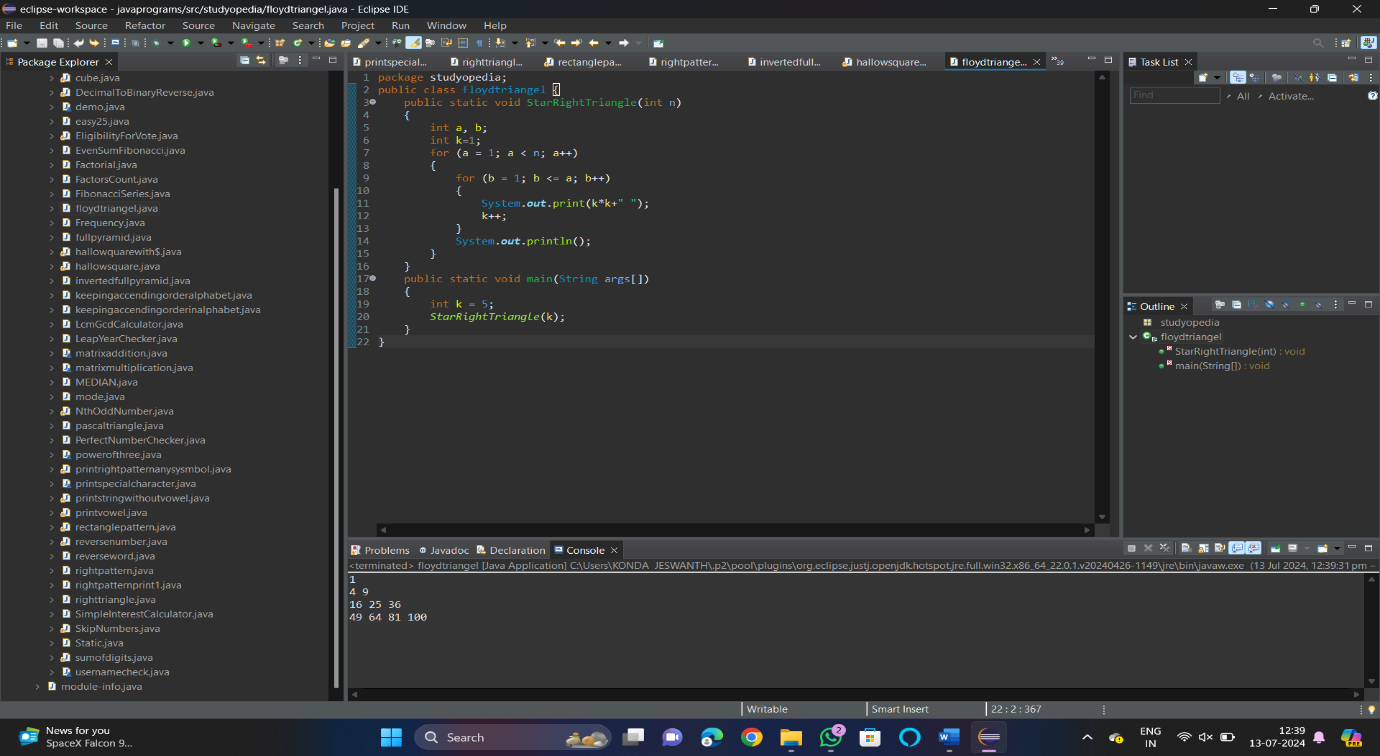 eclipse-workspace - javaprograms/src/studyopedia/floydtriangel.java - Eclipse IDE
File Edit Source Refactor Navigate Source Navigate Search Project Run Window Help
Package Explorer
cube.java
DecimalToBinaryReverse.java
demo.java
easy25.java
EligibilityForVote.java
EvenSumFibonacci.java
Factorial.java
FactorsCount.java
FibonacciSeries.java
floydtriangel.java
Frequency.java
fullpyramid.java
hallowquarewith$.java
hallowsquare.java
invertedfullpyramid.java
keepingaccendingorderalphabet.java
keepingaccendingorderinalphabet.java
LcmGcdCalculator.java
LeapYearChecker.java
matrixaddition.java
matrixmultiplication.java
MEDIAN.java
mode.java
NthOddNumber.java
pascaltriangle.java
PerfectNumberChecker.java
powerofthree.java
printrightpatternanysysmbol.java
printspecialcharacter.java
printstringwithoutvowel.java
printvowel.java
rectanglepattern.java
reversenumber.java
reverseword.java
rightpattern.java
rightpatternprint1.java
righttriangle.java
SimpleInterestCalculator.java
SkipNumbers.java
Static.java
sumofdigits.java
usernamecheck.java
module-info.java
printspecial... righttriangl... rectanglepa... rightpatter... invertedfull... hallowsquare... floydtriange... »39
1 package studyopedia;
2 public class floydtriangel {
3 public static void StarRightTriangle(int n)
4 {
5 int a, b;
6 int k=1;
7 for (a = 1; a < n; a++)
8 {
9 for (b = 1; b <= a; b++)
10 {
11 System.out.print(k*k+" ");
12 k++;
13 }
14 System.out.println();
15 }
16 }
17 public static void main(String args[])
18 {
19 int k = 5;
20 StarRightTriangle(k);
21 }
22 }
Task List
Find All Activate...
Outline
studyopedia
floydtriangel
StarRightTriangle(int) : void
main(String[]) : void
Problems Javadoc Declaration Console
<terminated> floydtriangel [Java Application] C:\Users\KONDA JESWANTH\.p2\pool\plugins\org.eclipse.justj.openjdk.hotspot.jre.full.win32.x86_64_22.0.1.v20240426-1149\jre\bin\javaw.exe (13 Jul 2024, 12:39:31 pm –
1
4 9
16 25 36
49 64 81 100
Writable Smart Insert 22 : 2 : 367
News for you
SpaceX Falcon 9...
Search
2
ENG
IN
12:39
13-07-2024
PRE